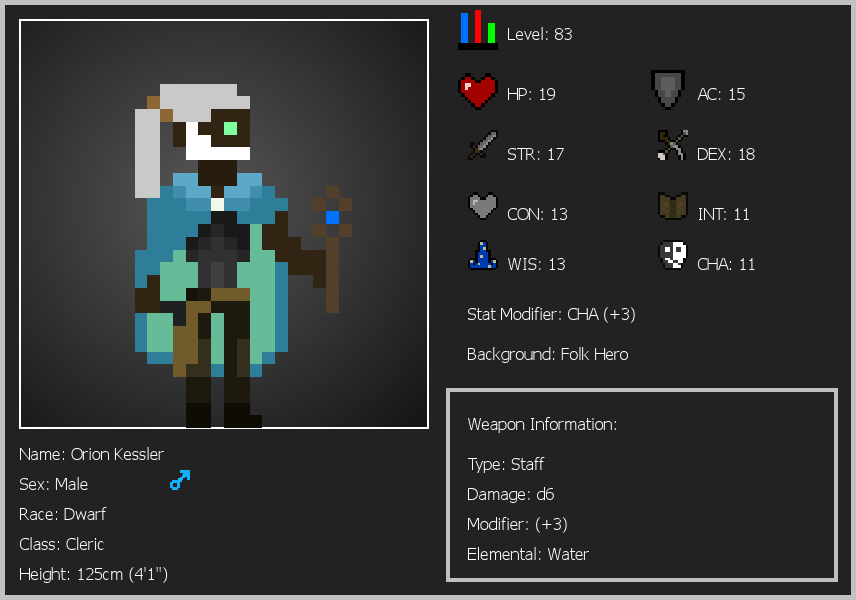 Level: 83
HP: 19
AC: 15
STR: 17
DEX: 18
CON: 13
INT: 11
WIS: 13
CHA: 11
Stat Modifier: CHA (+3)
Background: Folk Hero
Weapon Information:
Type: Staff
Damage: d6
Modifier: (+3)
Elemental: Water
Name: Orion Kessler
Sex: Male
Race: Dwarf
Class: Cleric
Height: 125cm (4'1")